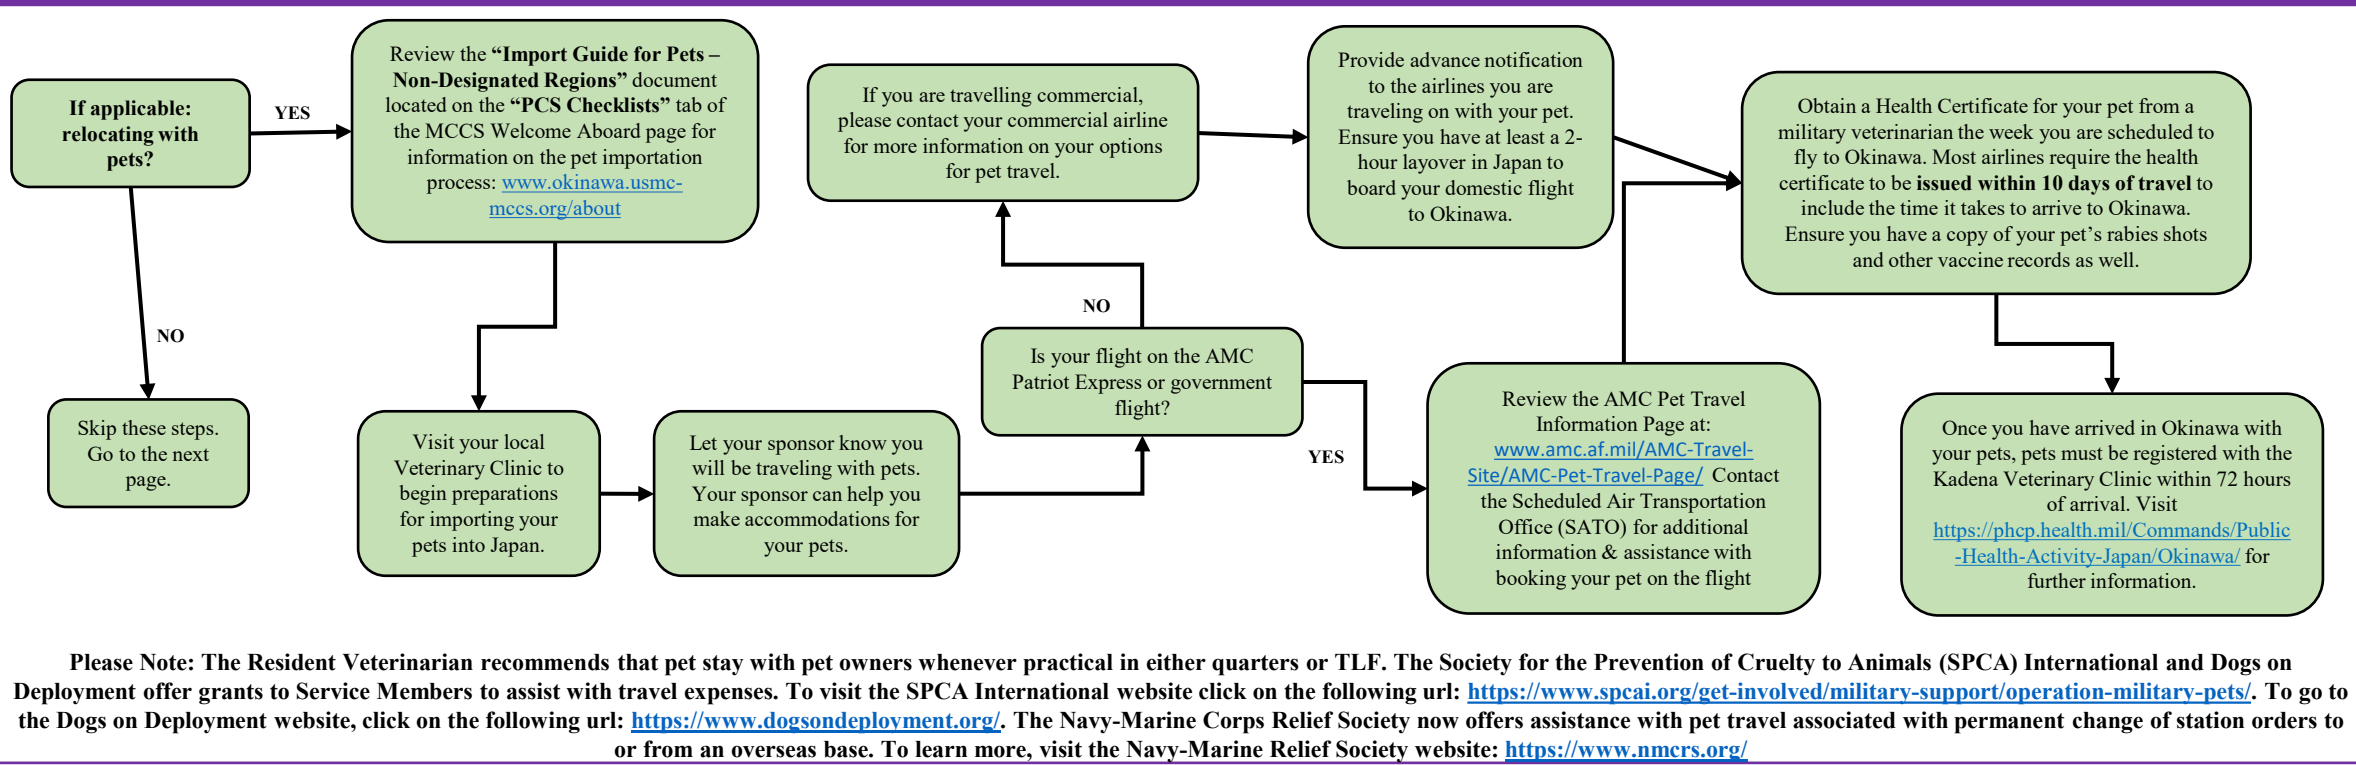 If applicable:
relocating with
pets?
YES
NO
Skip these steps.
Go to the next
page.
Review the “Import Guide for Pets –
Non-Designated Regions” document
located on the “PCS Checklists” tab of
the MCCS Welcome Aboard page for
information on the pet importation
process: www.okinawa.usmc-
mccs.org/about
Visit your local
Veterinary Clinic to
begin preparations
for importing your
pets into Japan.
Let your sponsor know you
will be traveling with pets.
Your sponsor can help you
make accommodations for
your pets.
Is your flight on the AMC
Patriot Express or government
flight?
NO
If you are travelling commercial,
please contact your commercial airline
for more information on your options
for pet travel.
Provide advance notification
to the airlines you are
traveling on with your pet.
Ensure you have at least a 2-
hour layover in Japan to
board your domestic flight
to Okinawa.
YES
Review the AMC Pet Travel
Information Page at:
www.amc.af.mil/AMC-Travel-
Site/AMC-Pet-Travel-Page/ Contact
the Scheduled Air Transportation
Office (SATO) for additional
information & assistance with
booking your pet on the flight
Obtain a Health Certificate for your pet from a
military veterinarian the week you are scheduled to
fly to Okinawa. Most airlines require the health
certificate to be issued within 10 days of travel to
include the time it takes to arrive to Okinawa.
Ensure you have a copy of your pet’s rabies shots
and other vaccine records as well.
Once you have arrived in Okinawa with
your pets, pets must be registered with the
Kadena Veterinary Clinic within 72 hours
of arrival. Visit
https://phcp.health.mil/Commands/Public
-Health-Activity-Japan/Okinawa/ for
further information.
Please Note: The Resident Veterinarian recommends that pet stay with pet owners whenever practical in either quarters or TLF. The Society for the Prevention of Cruelty to Animals (SPCA) International and Dogs on
Deployment offer grants to Service Members to assist with travel expenses. To visit the SPCA International website click on the following url: https://www.spcai.org/get-involved/military-support/operation-military-pets/. To go to
the Dogs on Deployment website, click on the following url: https://www.dogsondeployment.org/. The Navy-Marine Corps Relief Society now offers assistance with pet travel associated with permanent change of station orders to
or from an overseas base. To learn more, visit the Navy-Marine Relief Society website: https://www.nmcrs.org/